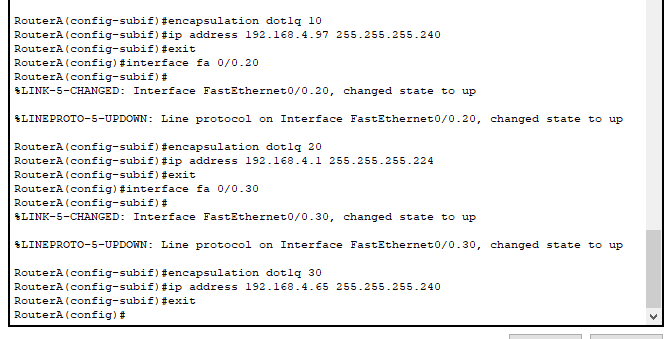 RouterA(config-subif)#encapsulation dot1q 10
RouterA(config-subif)#ip address 192.168.4.97 255.255.255.240
RouterA(config-subif)#exit
RouterA(config)#interface fa 0/0.20
RouterA(config-subif)#
%LINK-5-CHANGED: Interface FastEthernet0/0.20, changed state to up
%LINEPROTO-5-UPDOWN: Line protocol on Interface FastEthernet0/0.20, changed state to up
RouterA(config-subif)#encapsulation dot1q 20
RouterA(config-subif)#ip address 192.168.4.1 255.255.255.224
RouterA(config-subif)#exit
RouterA(config)#interface fa 0/0.30
RouterA(config-subif)#
%LINK-5-CHANGED: Interface FastEthernet0/0.30, changed state to up
%LINEPROTO-5-UPDOWN: Line protocol on Interface FastEthernet0/0.30, changed state to up
RouterA(config-subif)#encapsulation dot1q 30
RouterA(config-subif)#ip address 192.168.4.65 255.255.255.240
RouterA(config-subif)#exit
RouterA(config)#